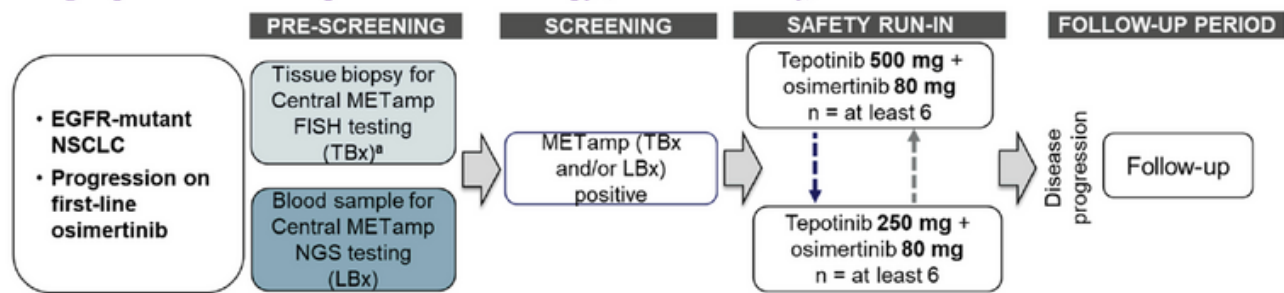 PRE-SCREENING
SCREENING
SAFETY RUN-IN
FOLLOW-UP PERIOD
• EGFR-mutant
NSCLC
• Progression on
first-line
osimertinib
Tissue biopsy for
Central METamp
FISH testing
(TBx)ª
Blood sample for
Central METamp
NGS testing
(LBx)
METamp (TBx
and/or LBx)
positive
Tepotinib 500 mg +
osimertinib 80 mg
n = at least 6
Tepotinib 250 mg +
osimertinib 80 mg
n = at least 6
Disease
progression
Follow-up